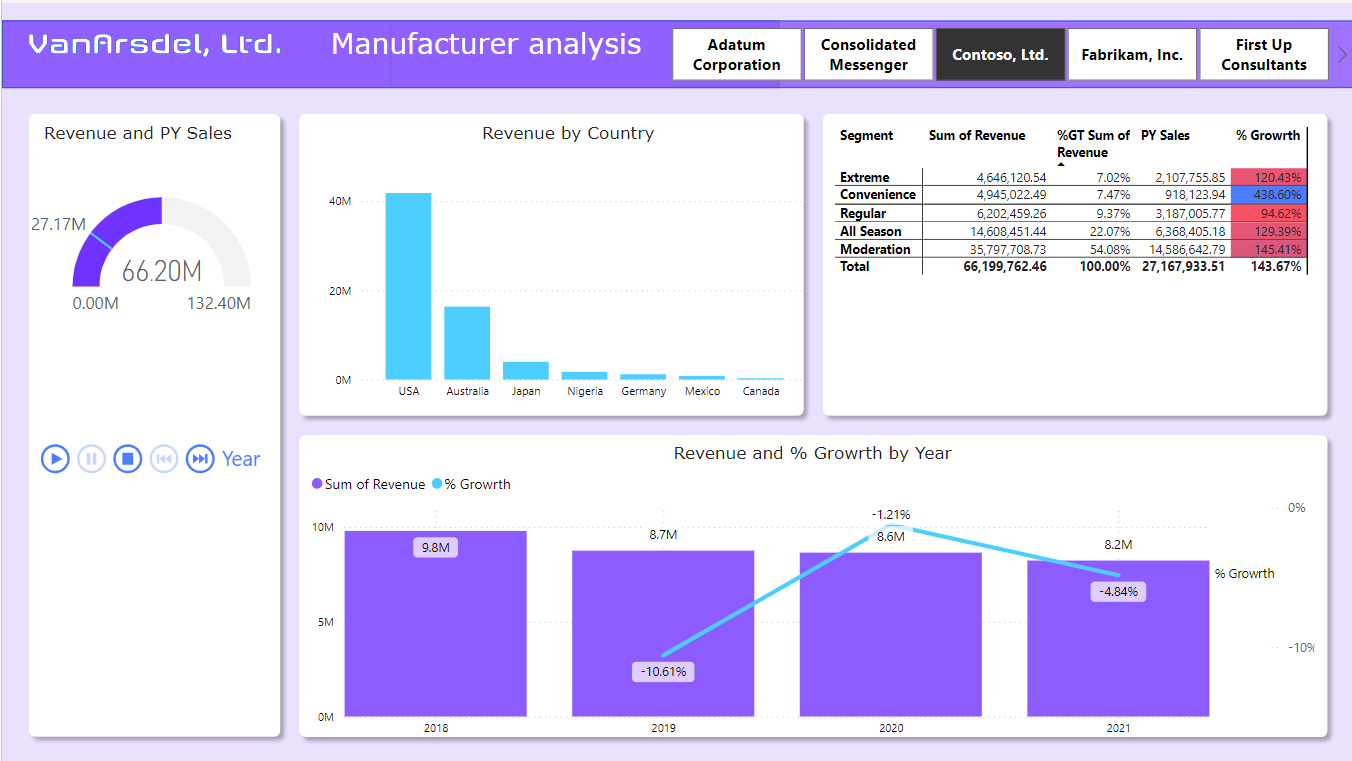 VanArsdel, Ltd.
Manufacturer analysis
Adatum
Corporation
Consolidated
Messenger
Contoso, Ltd.
Fabrikam, Inc.
First Up
Consultants
Revenue and PY Sales
27.17M
66.20M
0.00M 132.40M
Year
Revenue by Country
40M
20M
0M
USA Australia Japan Nigeria Germany Mexico Canada
Segment Sum of Revenue %GT Sum of PY Sales % Growrth
Revenue
Extreme 4,646,120.54 7.02% 2,107,755.85 120.43%
Convenience 4,945,022.49 7.47% 918,123.94 438.60%
Regular 6,202,459.26 9.37% 3,187,005.77 94.62%
All Season 14,608,451.44 22.07% 6,368,405.18 129.39%
Moderation 35,797,708.73 54.08% 14,586,642.79 145.41%
Total 66,199,762.46 100.00% 27,167,933.51 143.67%
Revenue and % Growrth by Year
Sum of Revenue % Growrth
10M
5M
0M
9.8M
8.7M
8.6M
8.2M
-10.61%
-1.21%
-4.84%
0%
% Growrth
-10%
2018 2019 2020 2021